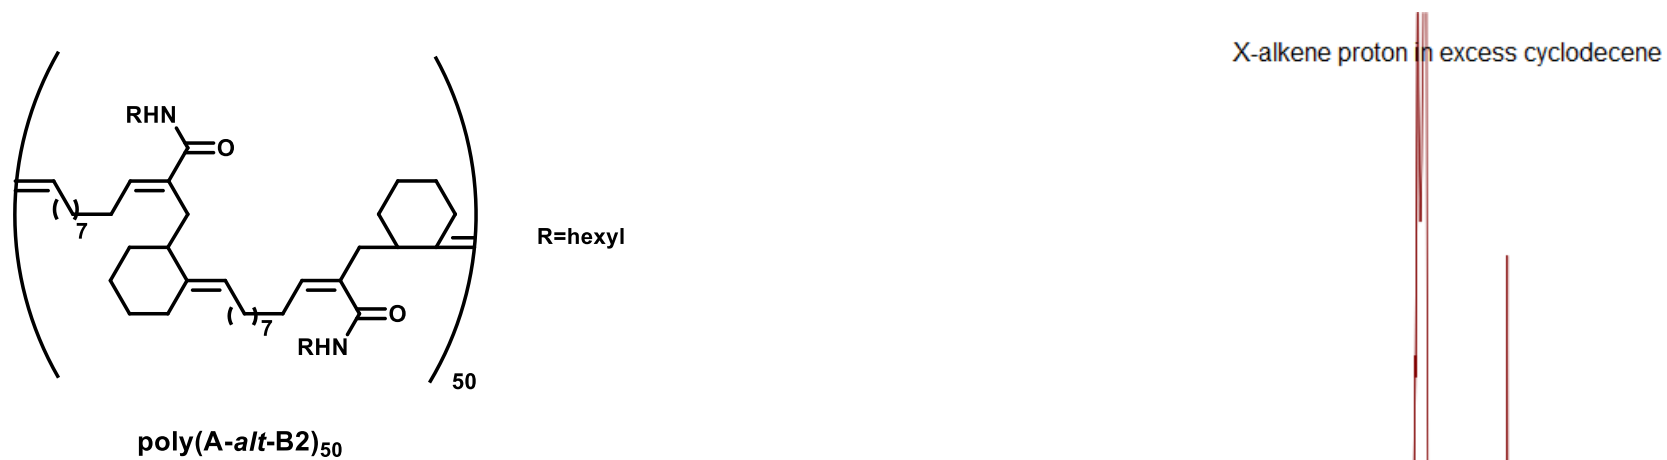 X-alkene proton in excess cyclodecene
RHN
O
7
R=hexyl
7
O
RHN
50
poly(A-alt-B2)50